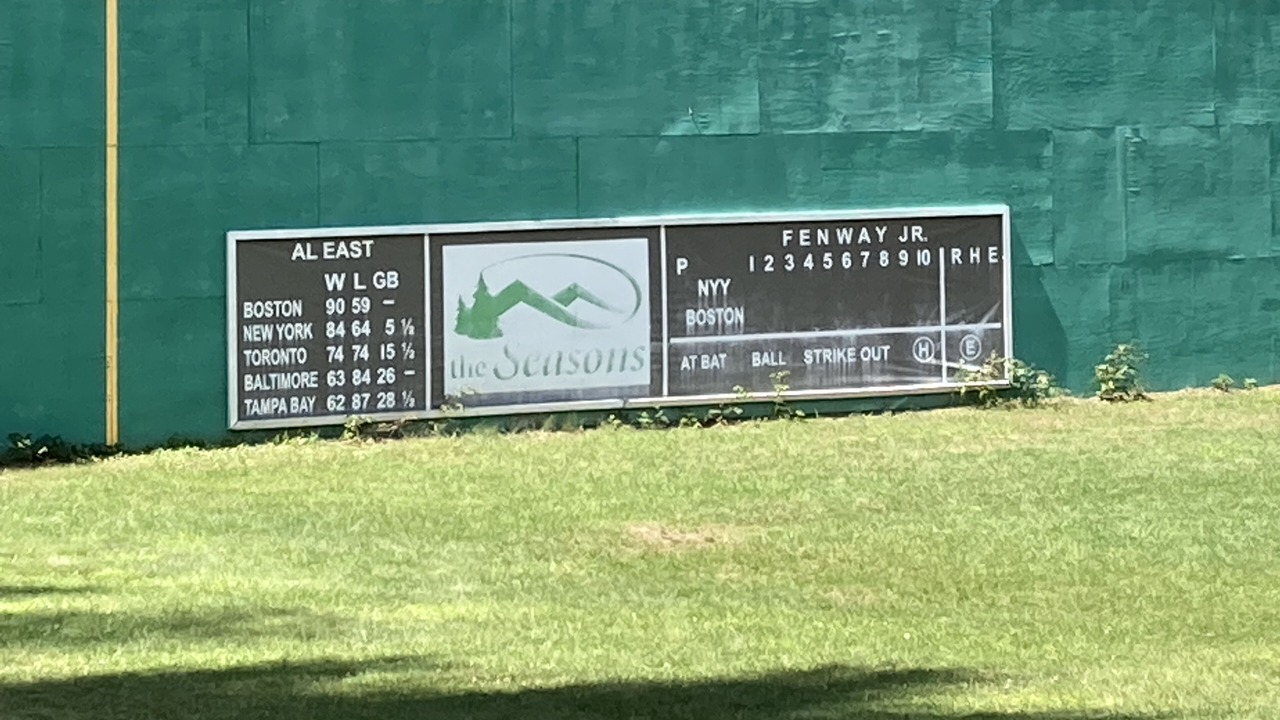 AL EAST
W L GB
BOSTON 90 59 –
NEW YORK 84 64 5 ½
TORONTO 74 74 15 ½
BALTIMORE 63 84 26 –
TAMPA BAY 62 87 28 ½
the Seasons
FENWAY JR.
P 1 2 3 4 5 6 7 8 9 10 R H E
NYY
BOSTON
AT BAT BALL STRIKE OUT H E